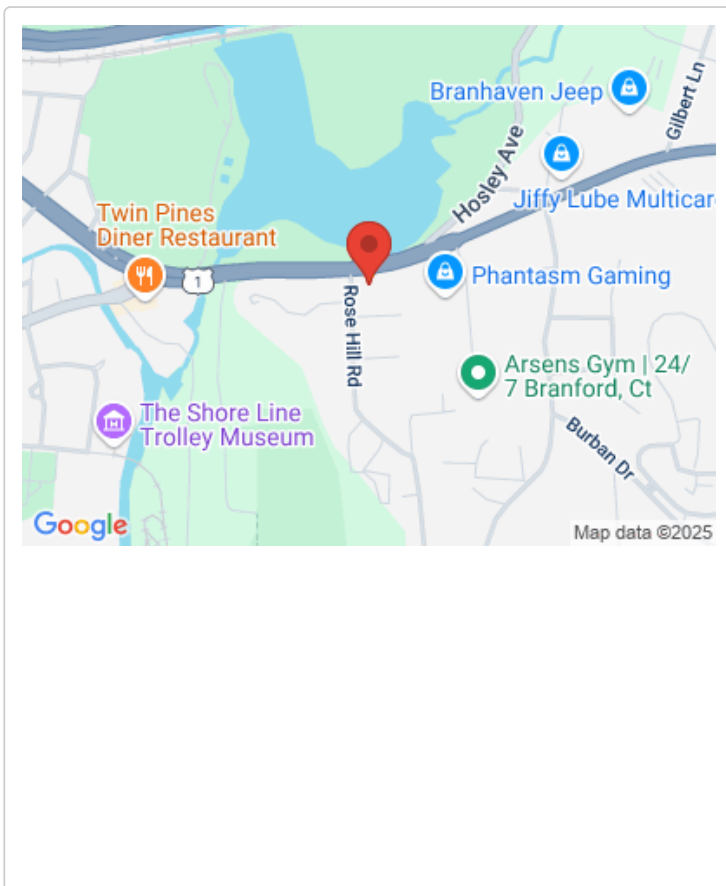 Branhaven Jeep
Gilbert Ln
Hosley Ave
Jiffy Lube Multicar
Twin Pines
Diner Restaurant
1
Phantasm Gaming
Rose Hill Rd
Arsens Gym | 24/
7 Branford, Ct
The Shore Line
Trolley Museum
Burban Dr
Google
Map data ©2025